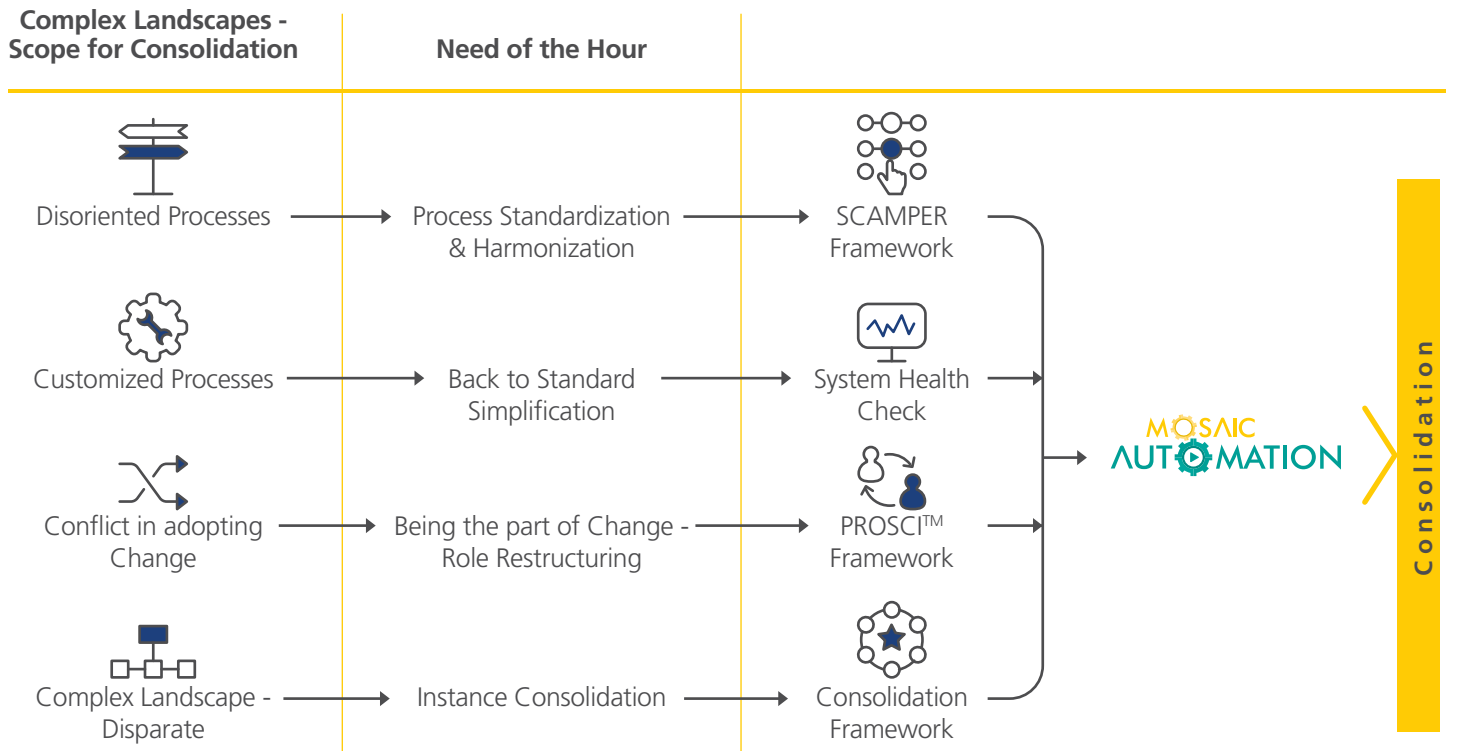 Complex Landscapes -
Scope for Consolidation
Need of the Hour
Disoriented Processes
Process Standardization
& Harmonization
SCAMPER
Framework
Customized Processes
Back to Standard
Simplification
System Health
Check
Conflict in adopting
Change
Being the part of Change -
Role Restructuring
PROSCI™
Framework
Complex Landscape -
Disparate
Instance Consolidation
Consolidation
Framework
MOSAIC
AUTOMATION
Consolidation